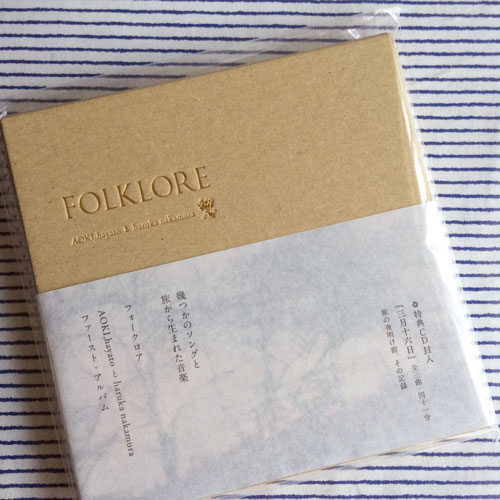 FOLKLORE
AOKI,hayato と haruka nakamura
✿特典CD封入
「三月十六日」全三曲 四十一分
旅の夜明け前、その記録
幾つかのソングと
旅から生まれた音楽
フォークロア
AOKI,hayato と haruka nakamura
ファースト・アルバム